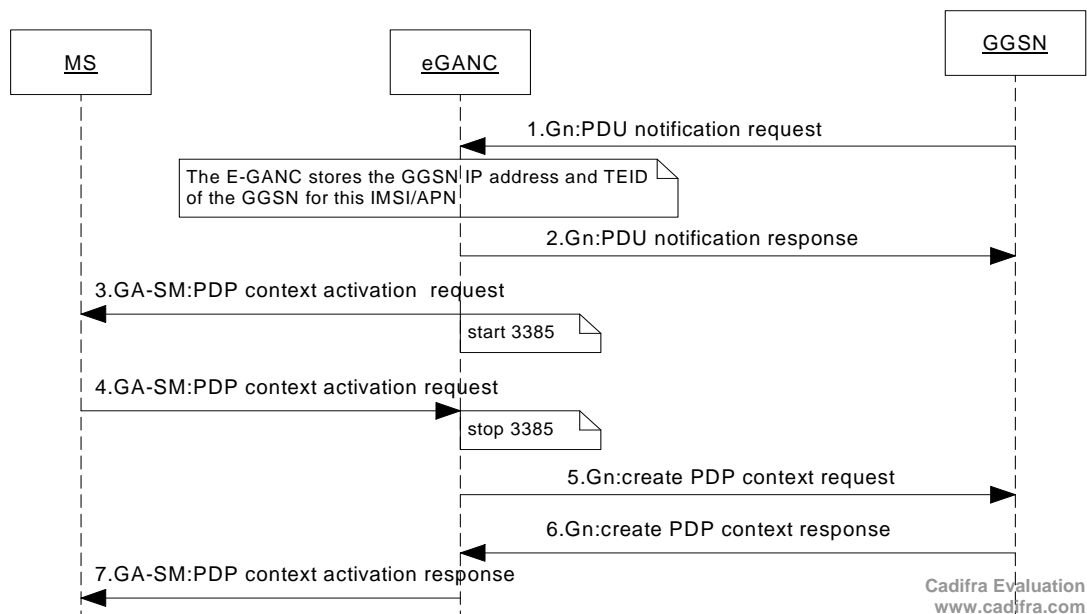 MS
eGANC
GGSN
1.Gn:PDU notification request
The E-GANC stores the GGSN IP address and TEID
of the GGSN for this IMSI/APN
2.Gn:PDU notification response
3.GA-SM:PDP context activation request
start 3385
4.GA-SM:PDP context activation request
stop 3385
5.Gn:create PDP context request
6.Gn:create PDP context response
7.GA-SM:PDP context activation response
Cadifra Evaluation
www.cadifra.com